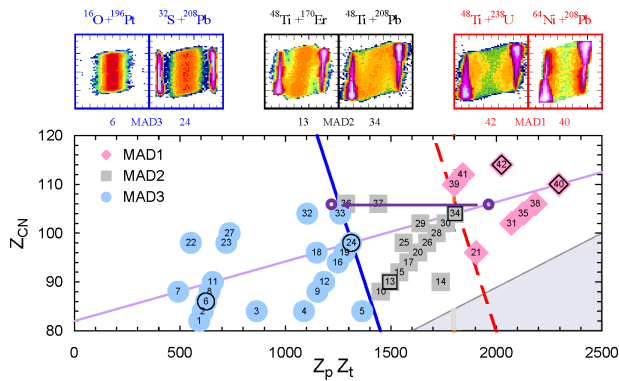 ¹⁶O+¹⁹⁶Pt ³²S+²⁰⁸Pb ⁴⁸Ti+¹⁷⁰Er ⁴⁸Ti+²⁰⁸Pb ⁴⁸Ti+²³⁸U ⁶⁴Ni+²⁰⁸Pb
6 MAD3 24 13 MAD2 34 42 MAD1 40
120
MAD1
MAD2
MAD3
42
41
39 40
110
36 37 38
32 33 34 35
29 30 31
27 28
100
22 23 24 25 26
18 19 20 21
16 17
15
11 12 13 14
90
7 8 9 10
6
4
3 4 5
2
1
80
Z_CN
0 500 1000 1500 2000 2500
Z_p Z_t